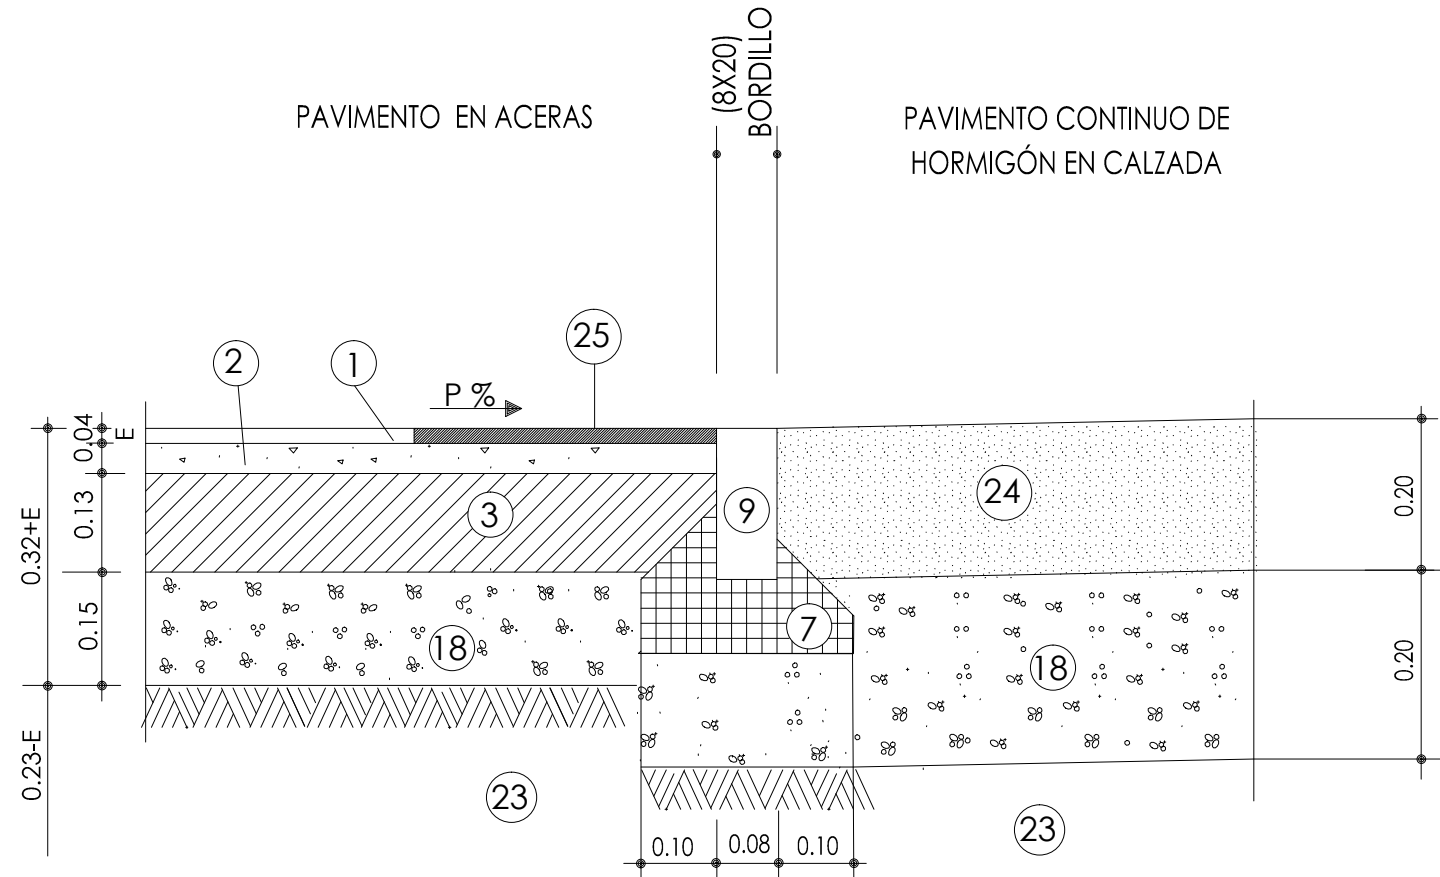 (8X20)
BORDILLO
PAVIMENTO EN ACERAS
PAVIMENTO CONTINUO DE
HORMIGÓN EN CALZADA
25
2
1
P %
E
0.04
0.13
0.15
0.32+E
0.23-E
3
9
24
7
18
18
23
23
0.20
0.20
0.10
0.08
0.10